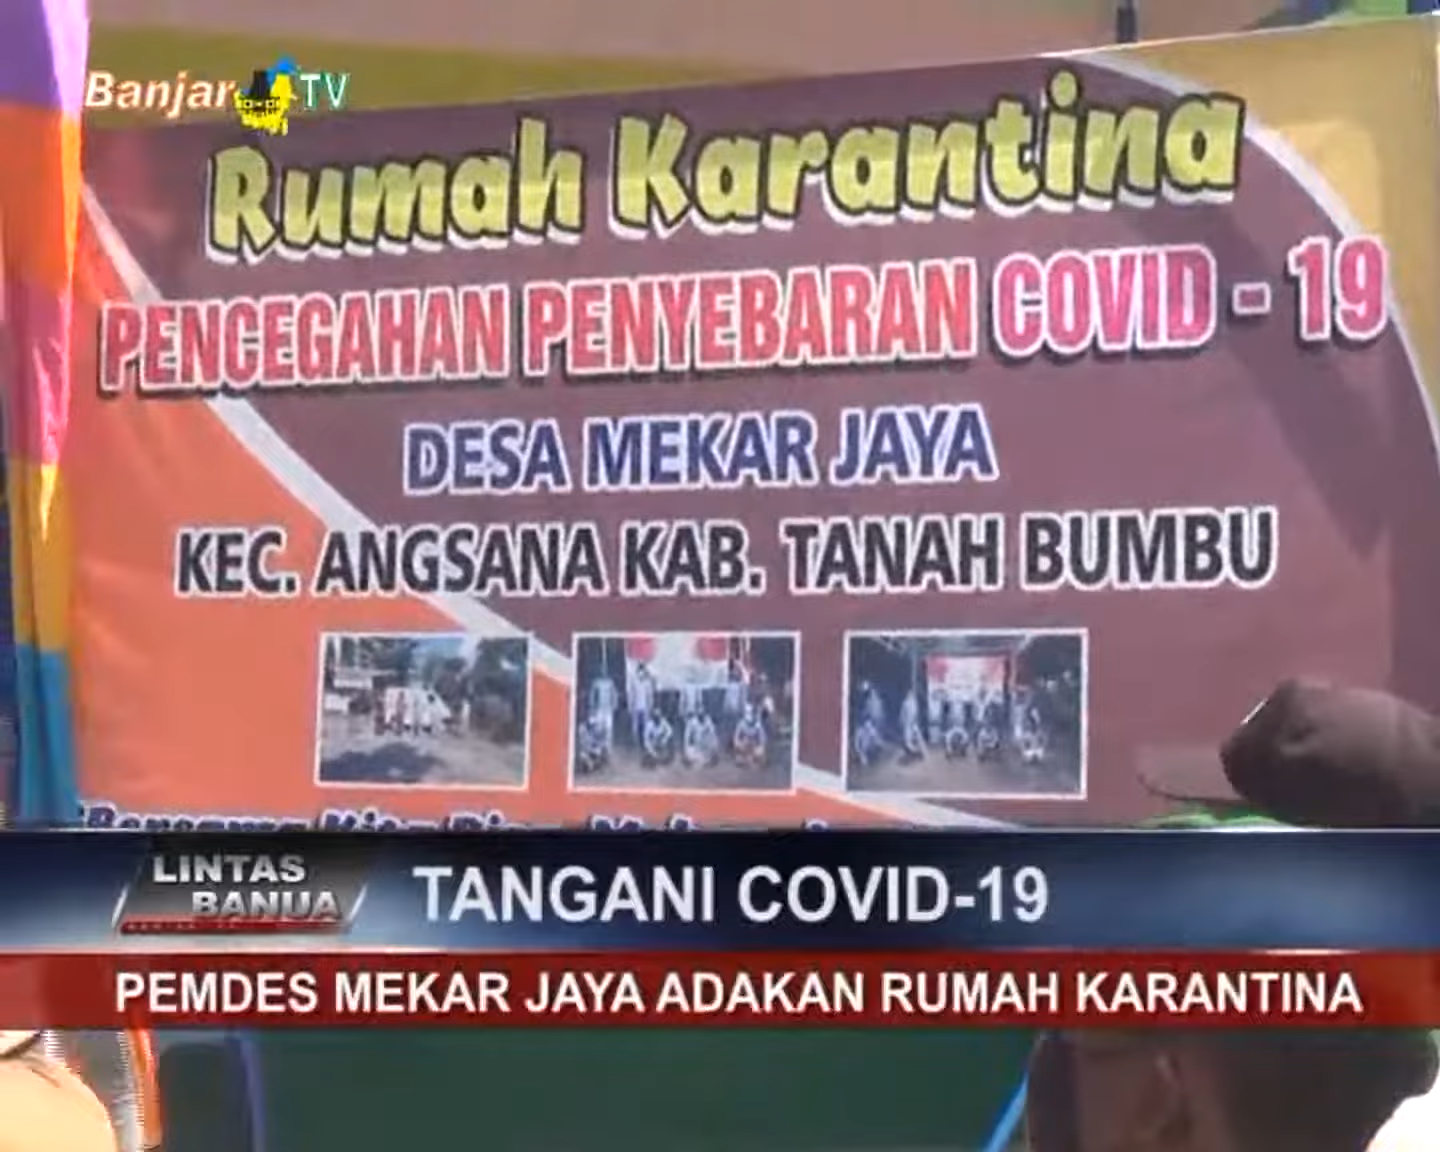 Banjar TV
Rumah Karantina
PENCEGAHAN PENYEBARAN COVID - 19
DESA MEKAR JAYA
KEC. ANGSANA KAB. TANAH BUMBU
LINTAS
BANUA
TANGANI COVID-19
PEMDES MEKAR JAYA ADAKAN RUMAH KARANTINA